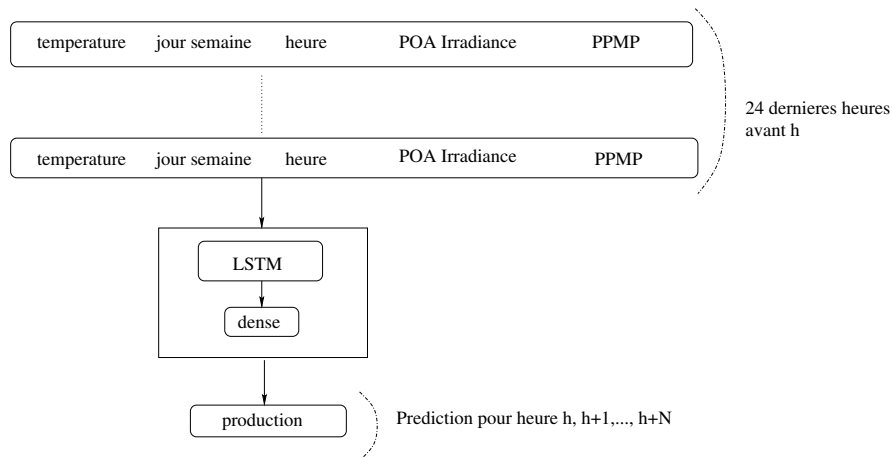 temperature jour semaine heure POA Irradiance PPMP
24 dernieres heures
avant h
temperature jour semaine heure POA Irradiance PPMP
LSTM
dense
production
Prediction pour heure h, h+1,..., h+N